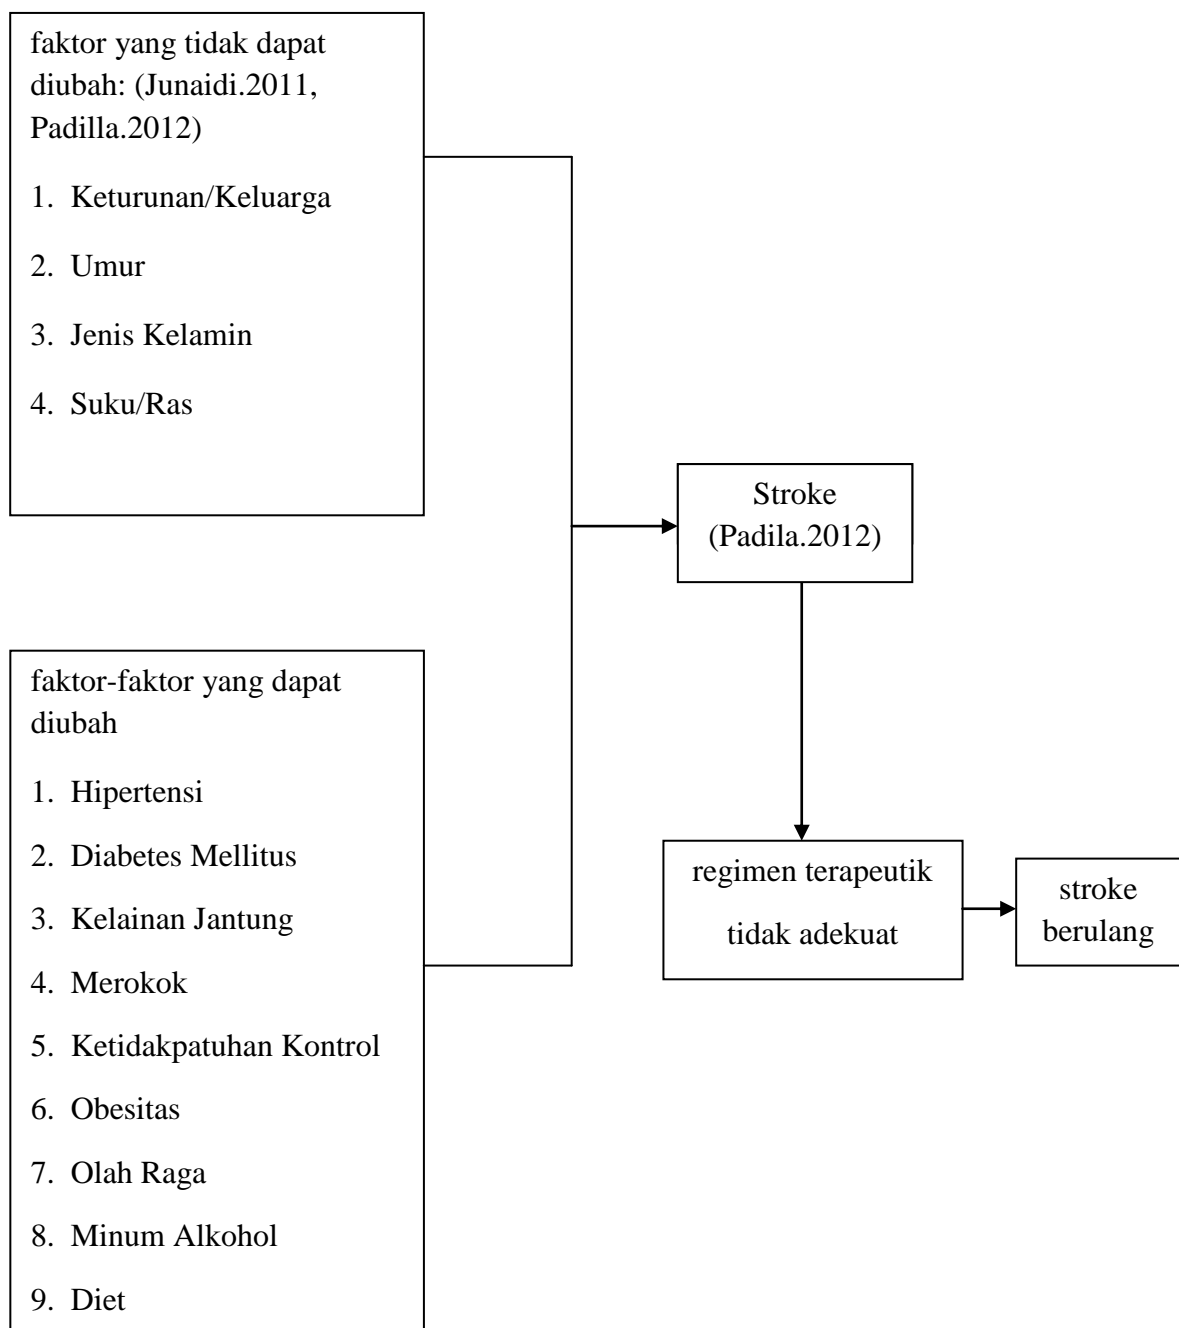 faktor yang tidak dapat
diubah: (Junaidi.2011,
Padilla.2012)
1. Keturunan/Keluarga
2. Umur
3. Jenis Kelamin
4. Suku/Ras
Stroke
(Padila.2012)
faktor-faktor yang dapat
diubah
1. Hipertensi
2. Diabetes Mellitus
3. Kelainan Jantung
4. Merokok
5. Ketidakpatuhan Kontrol
6. Obesitas
7. Olah Raga
8. Minum Alkohol
9. Diet
regimen terapeutik
tidak adekuat
stroke
berulang